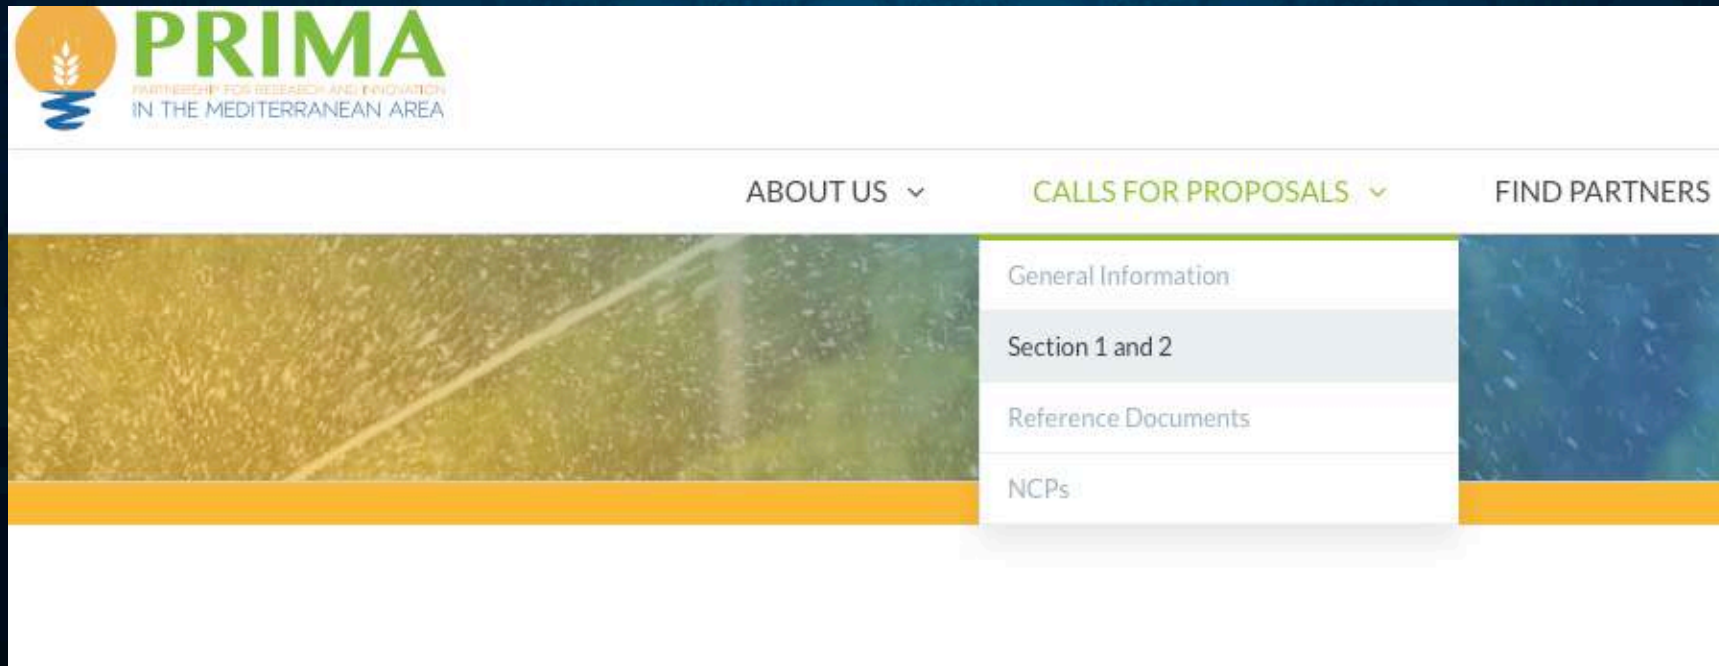 PRIMA
PARTNERSHIP FOR RESEARCH AND INNOVATION
IN THE MEDITERRANEAN AREA
ABOUT US
CALLS FOR PROPOSALS
FIND PARTNERS
General Information
Section 1 and 2
Reference Documents
NCPs